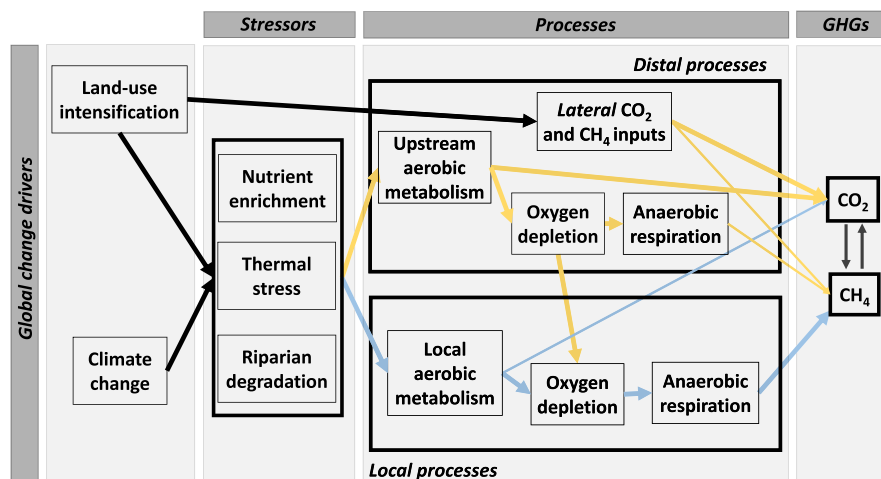 Stressors
Processes
GHGs
Global change drivers
Land-use
intensification
Climate
change
Nutrient
enrichment
Thermal
stress
Riparian
degradation
Distal processes
Lateral CO₂
and CH₄ inputs
Upstream
aerobic
metabolism
Oxygen
depletion
Anaerobic
respiration
Local
aerobic
metabolism
Oxygen
depletion
Anaerobic
respiration
Local processes
CO₂
CH₄